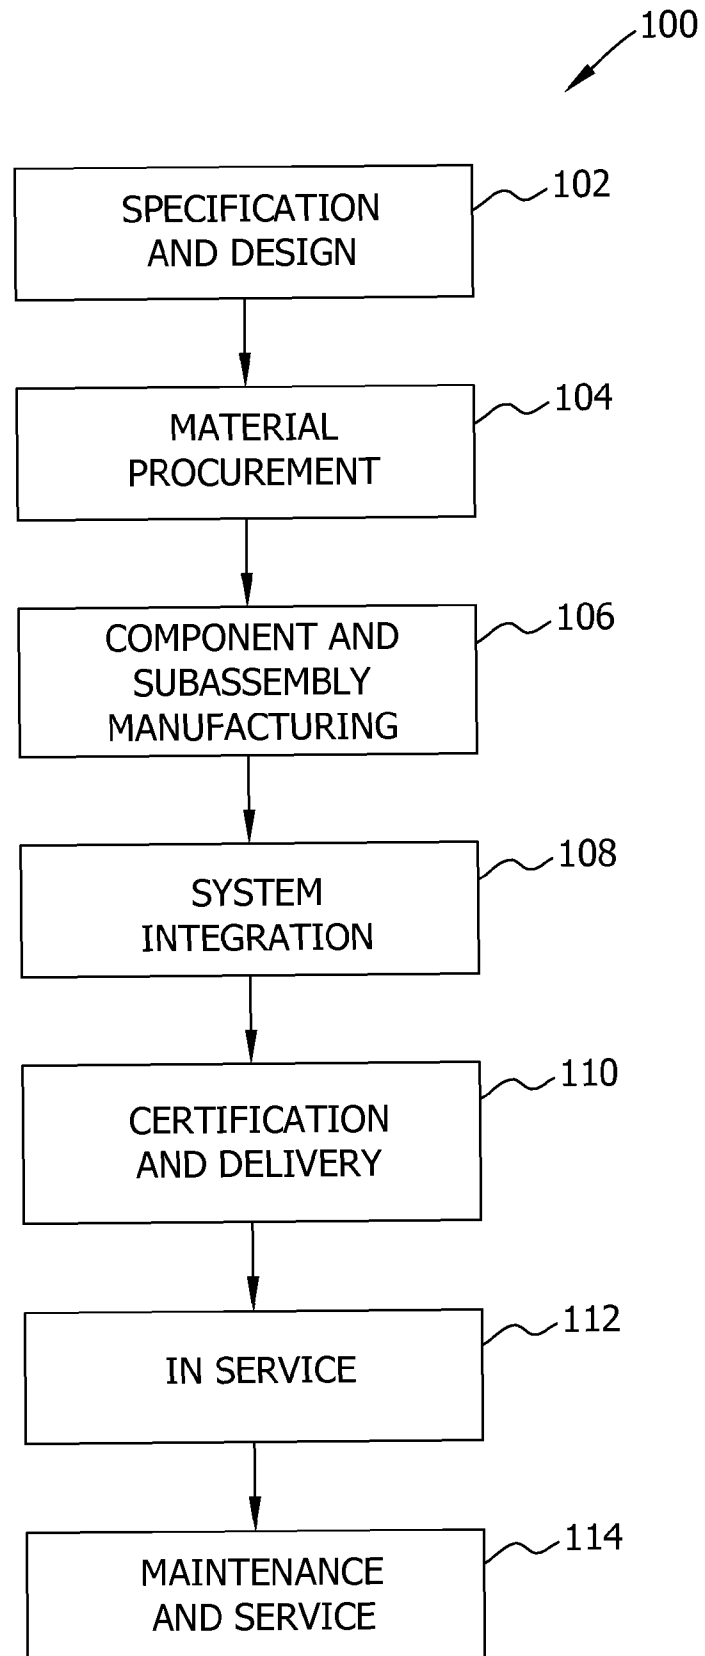 100
SPECIFICATION
AND DESIGN
102
MATERIAL
PROCUREMENT
104
COMPONENT AND
SUBASSEMBLY
MANUFACTURING
106
SYSTEM
INTEGRATION
108
CERTIFICATION
AND DELIVERY
110
IN SERVICE
112
MAINTENANCE
AND SERVICE
114